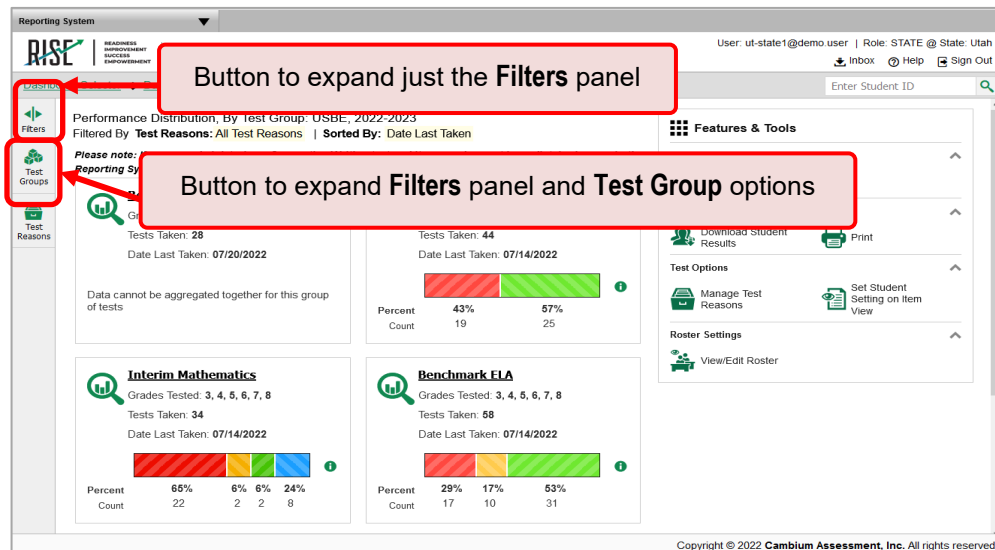 Reporting System
RISE
READINESS
IMPROVEMENT
SUCCESS
EMPOWERMENT
User: ut-state1@demo.user | Role: STATE @ State: Utah
Inbox Help Sign Out
Button to expand just the Filters panel
Enter Student ID
Filters
Performance Distribution, By Test Group: USBE, 2022-2023
Filtered By Test Reasons: All Test Reasons | Sorted By: Date Last Taken
Features & Tools
Please note:
Reporting Sy
Test
Groups
Button to expand Filters panel and Test Group options
Test
Reasons
Tests Taken: 28
Date Last Taken: 07/20/2022
Data cannot be aggregated together for this group
of tests
Tests Taken: 44
Date Last Taken: 07/14/2022
Percent 43% 57%
Count 19 25
Download Student
Results
Print
Test Options
Manage Test
Reasons
Set Student
Setting on Item
View
Roster Settings
View/Edit Roster
Interim Mathematics
Grades Tested: 3, 4, 5, 6, 7, 8
Tests Taken: 34
Date Last Taken: 07/14/2022
Percent 65% 6% 6% 24%
Count 22 2 2 8
Benchmark ELA
Grades Tested: 3, 4, 5, 6, 7, 8
Tests Taken: 58
Date Last Taken: 07/14/2022
Percent 29% 17% 53%
Count 17 10 31
Copyright © 2022 Cambium Assessment, Inc. All rights reserved